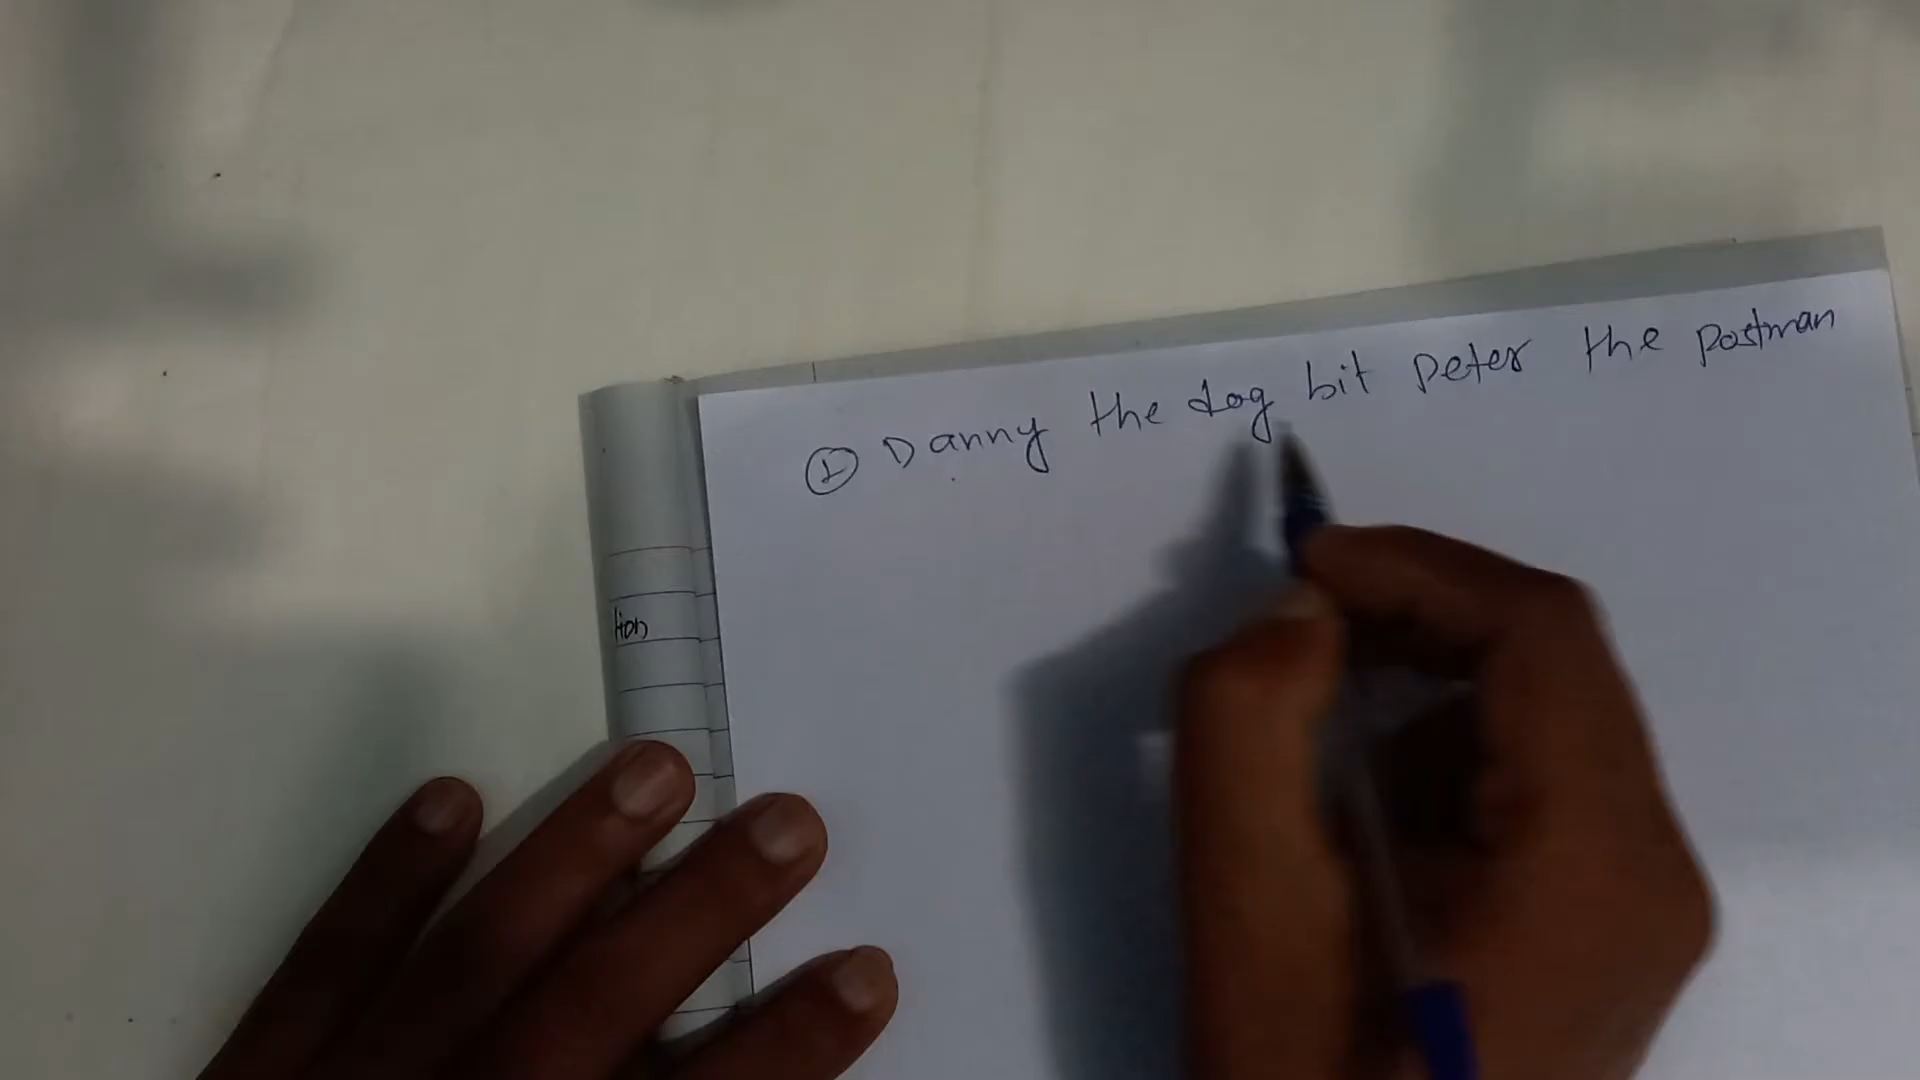 ① Danny the dog bit Peter the postman
tion